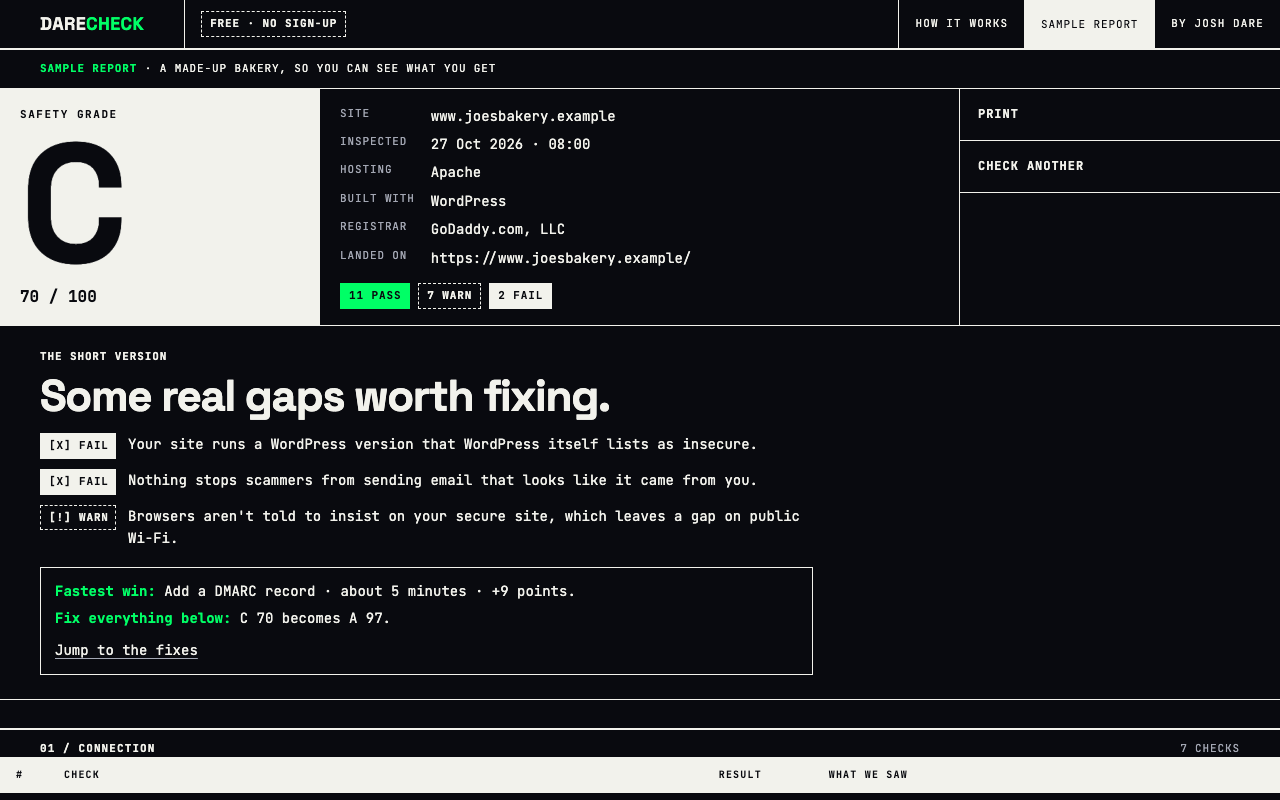 DARECHECK
FREE · NO SIGN-UP
HOW IT WORKS
SAMPLE REPORT
BY JOSH DARE
SAMPLE REPORT · A MADE-UP BAKERY, SO YOU CAN SEE WHAT YOU GET
SAFETY GRADE
C
70 / 100
SITE www.joesbakery.example
INSPECTED 27 Oct 2026 · 08:00
HOSTING Apache
BUILT WITH WordPress
REGISTRAR GoDaddy.com, LLC
LANDED ON https://www.joesbakery.example/
11 PASS
7 WARN
2 FAIL
PRINT
CHECK ANOTHER
THE SHORT VERSION
Some real gaps worth fixing.
[X] FAIL Your site runs a WordPress version that WordPress itself lists as insecure.
[X] FAIL Nothing stops scammers from sending email that looks like it came from you.
[!] WARN Browsers aren't told to insist on your secure site, which leaves a gap on public
Wi-Fi.
Fastest win: Add a DMARC record · about 5 minutes · +9 points.
Fix everything below: C 70 becomes A 97.
Jump to the fixes
01 / CONNECTION
7 CHECKS
# CHECK RESULT WHAT WE SAW